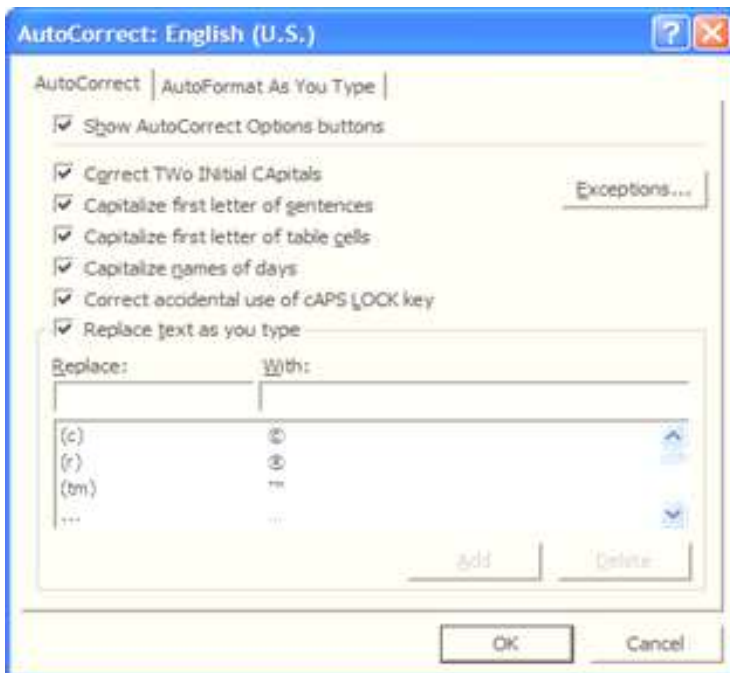 AutoCorrect: English (U.S.)
AutoCorrect AutoFormat As You Type
Show AutoCorrect Options buttons
Correct TWo INitial CApitals
Exceptions...
Capitalize first letter of sentences
Capitalize first letter of table cells
Capitalize names of days
Correct accidental use of cAPS LOCK key
Replace text as you type
Replace: With:
(c) ©
(r) ®
(tm) ™
... …
Add Delete
OK Cancel